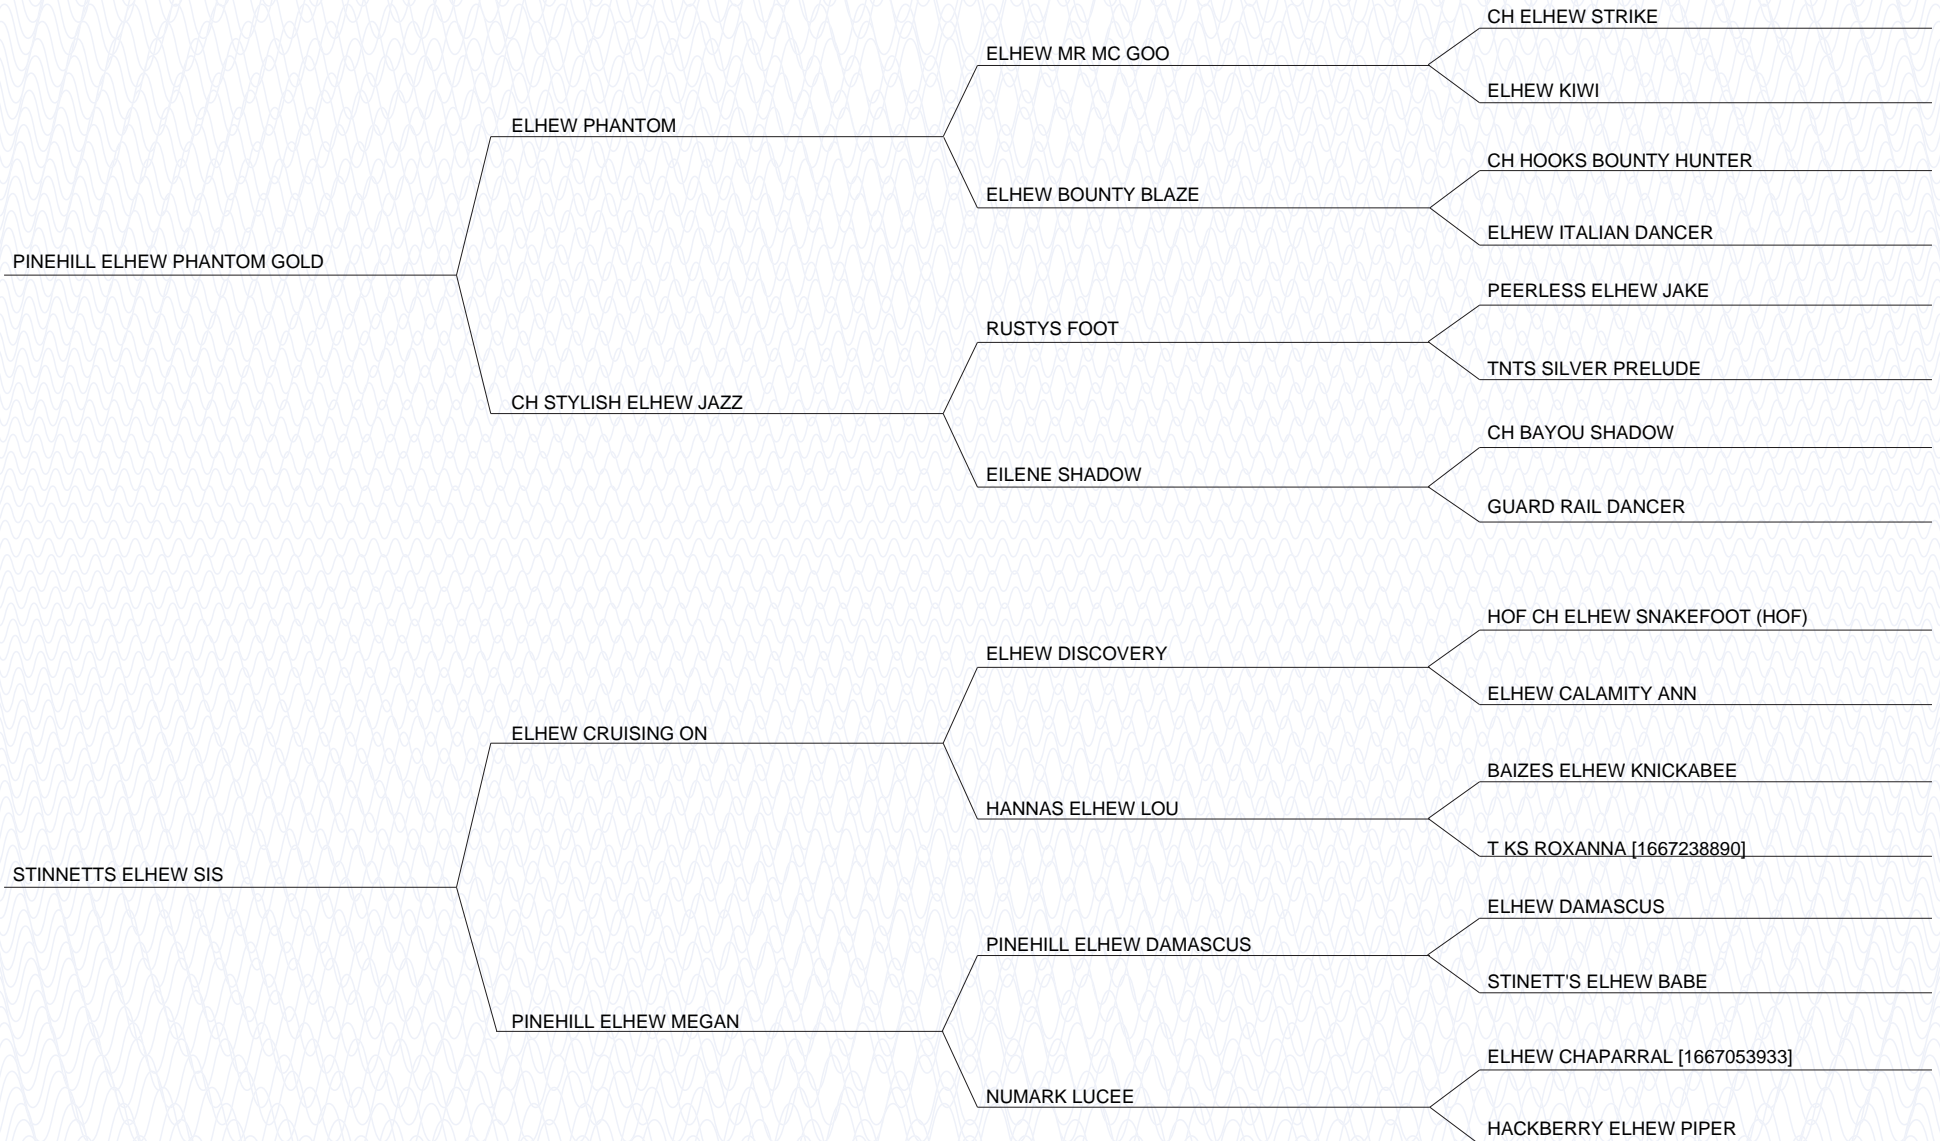 CH ELHEW STRIKE
ELHEW MR MC GOO
ELHEW KIWI
ELHEW PHANTOM
CH HOOKS BOUNTY HUNTER
ELHEW BOUNTY BLAZE
ELHEW ITALIAN DANCER
PINEHILL ELHEW PHANTOM GOLD
PEERLESS ELHEW JAKE
RUSTYS FOOT
TNTS SILVER PRELUDE
CH STYLISH ELHEW JAZZ
CH BAYOU SHADOW
EILENE SHADOW
GUARD RAIL DANCER
HOF CH ELHEW SNAKEFOOT (HOF)
ELHEW DISCOVERY
ELHEW CALAMITY ANN
ELHEW CRUISING ON
BAIZES ELHEW KNICKABEE
HANNAS ELHEW LOU
T KS ROXANNA [1667238890]
STINNETTS ELHEW SIS
ELHEW DAMASCUS
PINEHILL ELHEW DAMASCUS
STINETT'S ELHEW BABE
PINEHILL ELHEW MEGAN
ELHEW CHAPARRAL [1667053933]
NUMARK LUCEE
HACKBERRY ELHEW PIPER